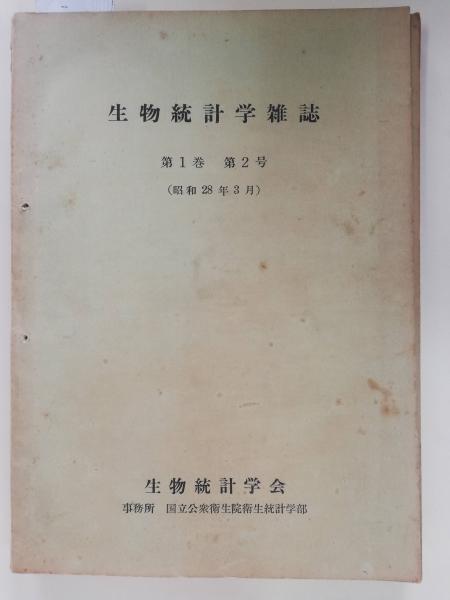 生物統計学雑誌
第1巻 第2号
(昭和28年3月)
生物統計学会
事務所 国立公衆衛生院衛生統計学部